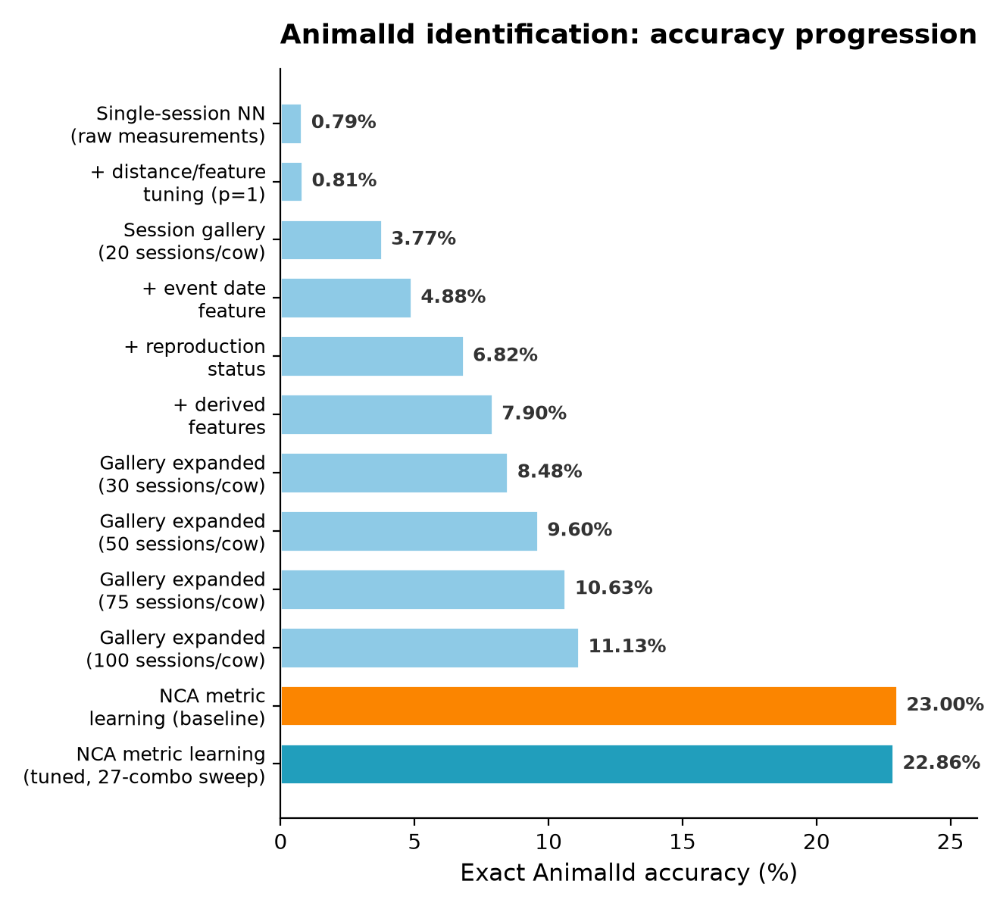 AnimalId identification: accuracy progression
Single-session NN
(raw measurements)
0.79%
+ distance/feature
tuning (p=1)
0.81%
Session gallery
(20 sessions/cow)
3.77%
+ event date
feature
4.88%
+ reproduction
status
6.82%
+ derived
features
7.90%
Gallery expanded
(30 sessions/cow)
8.48%
Gallery expanded
(50 sessions/cow)
9.60%
Gallery expanded
(75 sessions/cow)
10.63%
Gallery expanded
(100 sessions/cow)
11.13%
NCA metric
learning (baseline)
23.00%
NCA metric learning
(tuned, 27-combo sweep)
22.86%
0 5 10 15 20 25
Exact AnimalId accuracy (%)